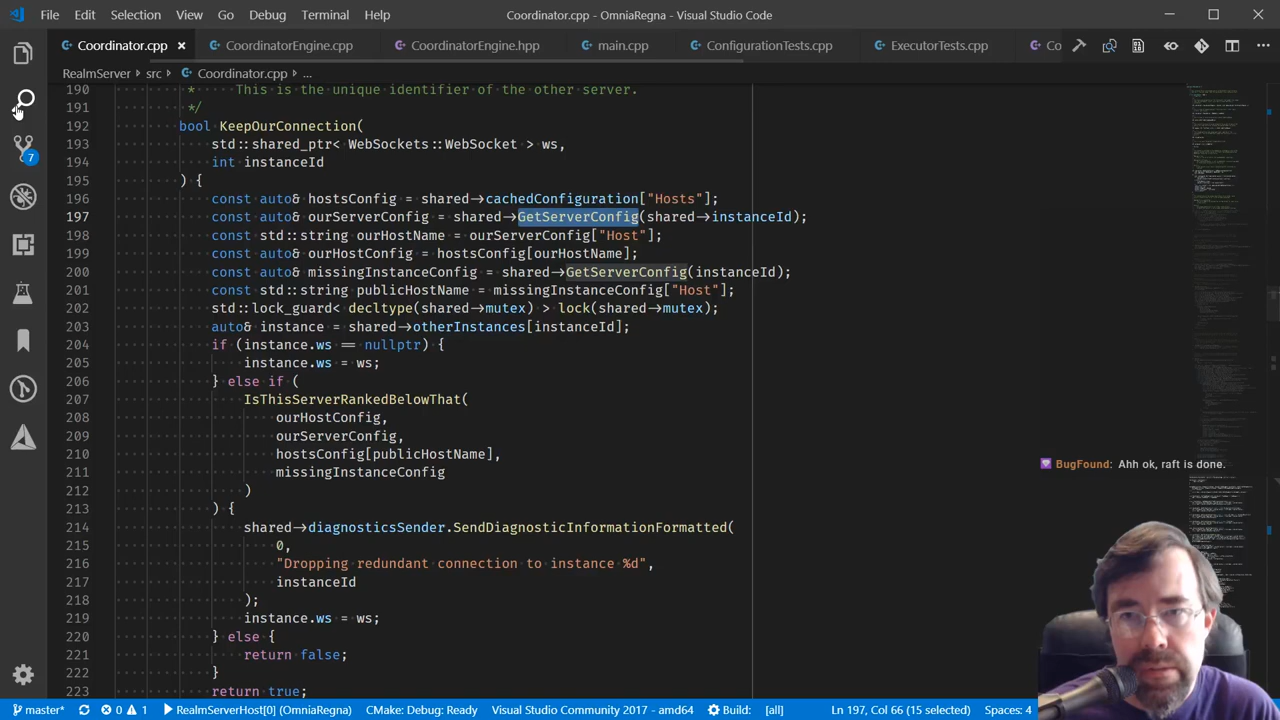 File Edit Selection View Go Debug Terminal Help Coordinator.cpp - OmniaRegna - Visual Studio Code
Coordinator.cpp CoordinatorEngine.cpp CoordinatorEngine.hpp main.cpp ConfigurationTests.cpp ExecutorTests.cpp Co
RealmServer › src › Coordinator.cpp › ...
190 * This is the unique identifier of the other server.
191 */
192 bool KeepOurConnection(
193 std::shared_ptr< WebSockets::WebSocket > ws,
194 int instanceId
195 ) {
196 const auto& hostsConfig = shared->cachedConfiguration["Hosts"];
197 const auto& ourServerConfig = shared->GetServerConfig(shared->instanceId);
198 const std::string ourHostName = ourServerConfig["Host"];
199 const auto& ourHostConfig = hostsConfig[ourHostName];
200 const auto& missingInstanceConfig = shared->GetServerConfig(instanceId);
201 const std::string publicHostName = missingInstanceConfig["Host"];
202 std::lock_guard< decltype(shared->mutex) > lock(shared->mutex);
203 auto& instance = shared->otherInstances[instanceId];
204 if (instance.ws == nullptr) {
205 instance.ws = ws;
206 } else if (
207 IsThisServerRankedBelowThat(
208 ourHostConfig,
209 ourServerConfig,
210 hostsConfig[publicHostName],
211 missingInstanceConfig
212 )
213 ) {
214 shared->diagnosticsSender.SendDiagnosticInformationFormatted(
215 0,
216 "Dropping redundant connection to instance %d",
217 instanceId
218 );
219 instance.ws = ws;
220 } else {
221 return false;
222 }
223 return true;
7
BugFound: Ahh ok, raft is done.
master* 0 1 RealmServerHost[0] (OmniaRegna) CMake: Debug: Ready Visual Studio Community 2017 - amd64 Build: [all] Ln 197, Col 66 (15 selected) Spaces: 4